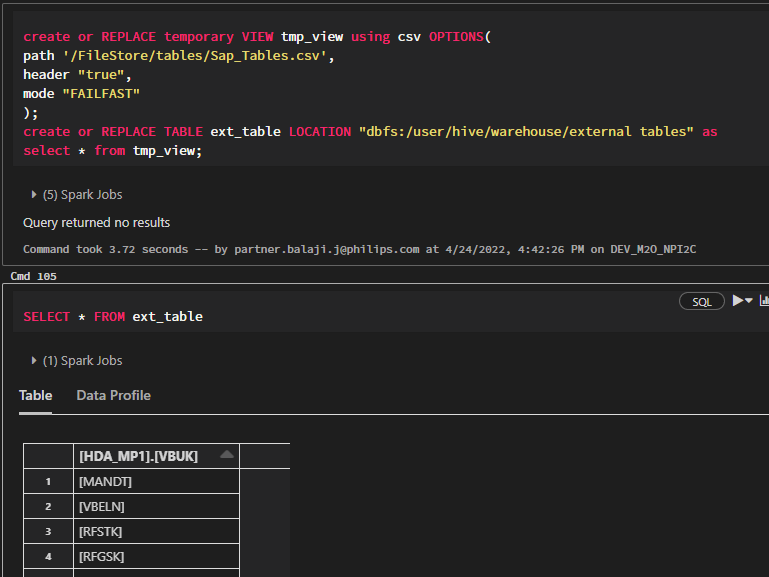 create or REPLACE temporary VIEW tmp_view using csv OPTIONS(
path '/FileStore/tables/Sap_Tables.csv',
header "true",
mode "FAILFAST"
);
create or REPLACE TABLE ext_table LOCATION "dbfs:/user/hive/warehouse/external tables" as
select * from tmp_view;
(5) Spark Jobs
Query returned no results
Command took 3.72 seconds -- by partner.balaji.j@philips.com at 4/24/2022, 4:42:26 PM on DEV_M2O_NPI2C
Cmd 105
SQL
SELECT * FROM ext_table
(1) Spark Jobs
Table Data Profile
[HDA_MP1].[VBUK]
1 [MANDT]
2 [VBELN]
3 [RFSTK]
4 [RFGSK]